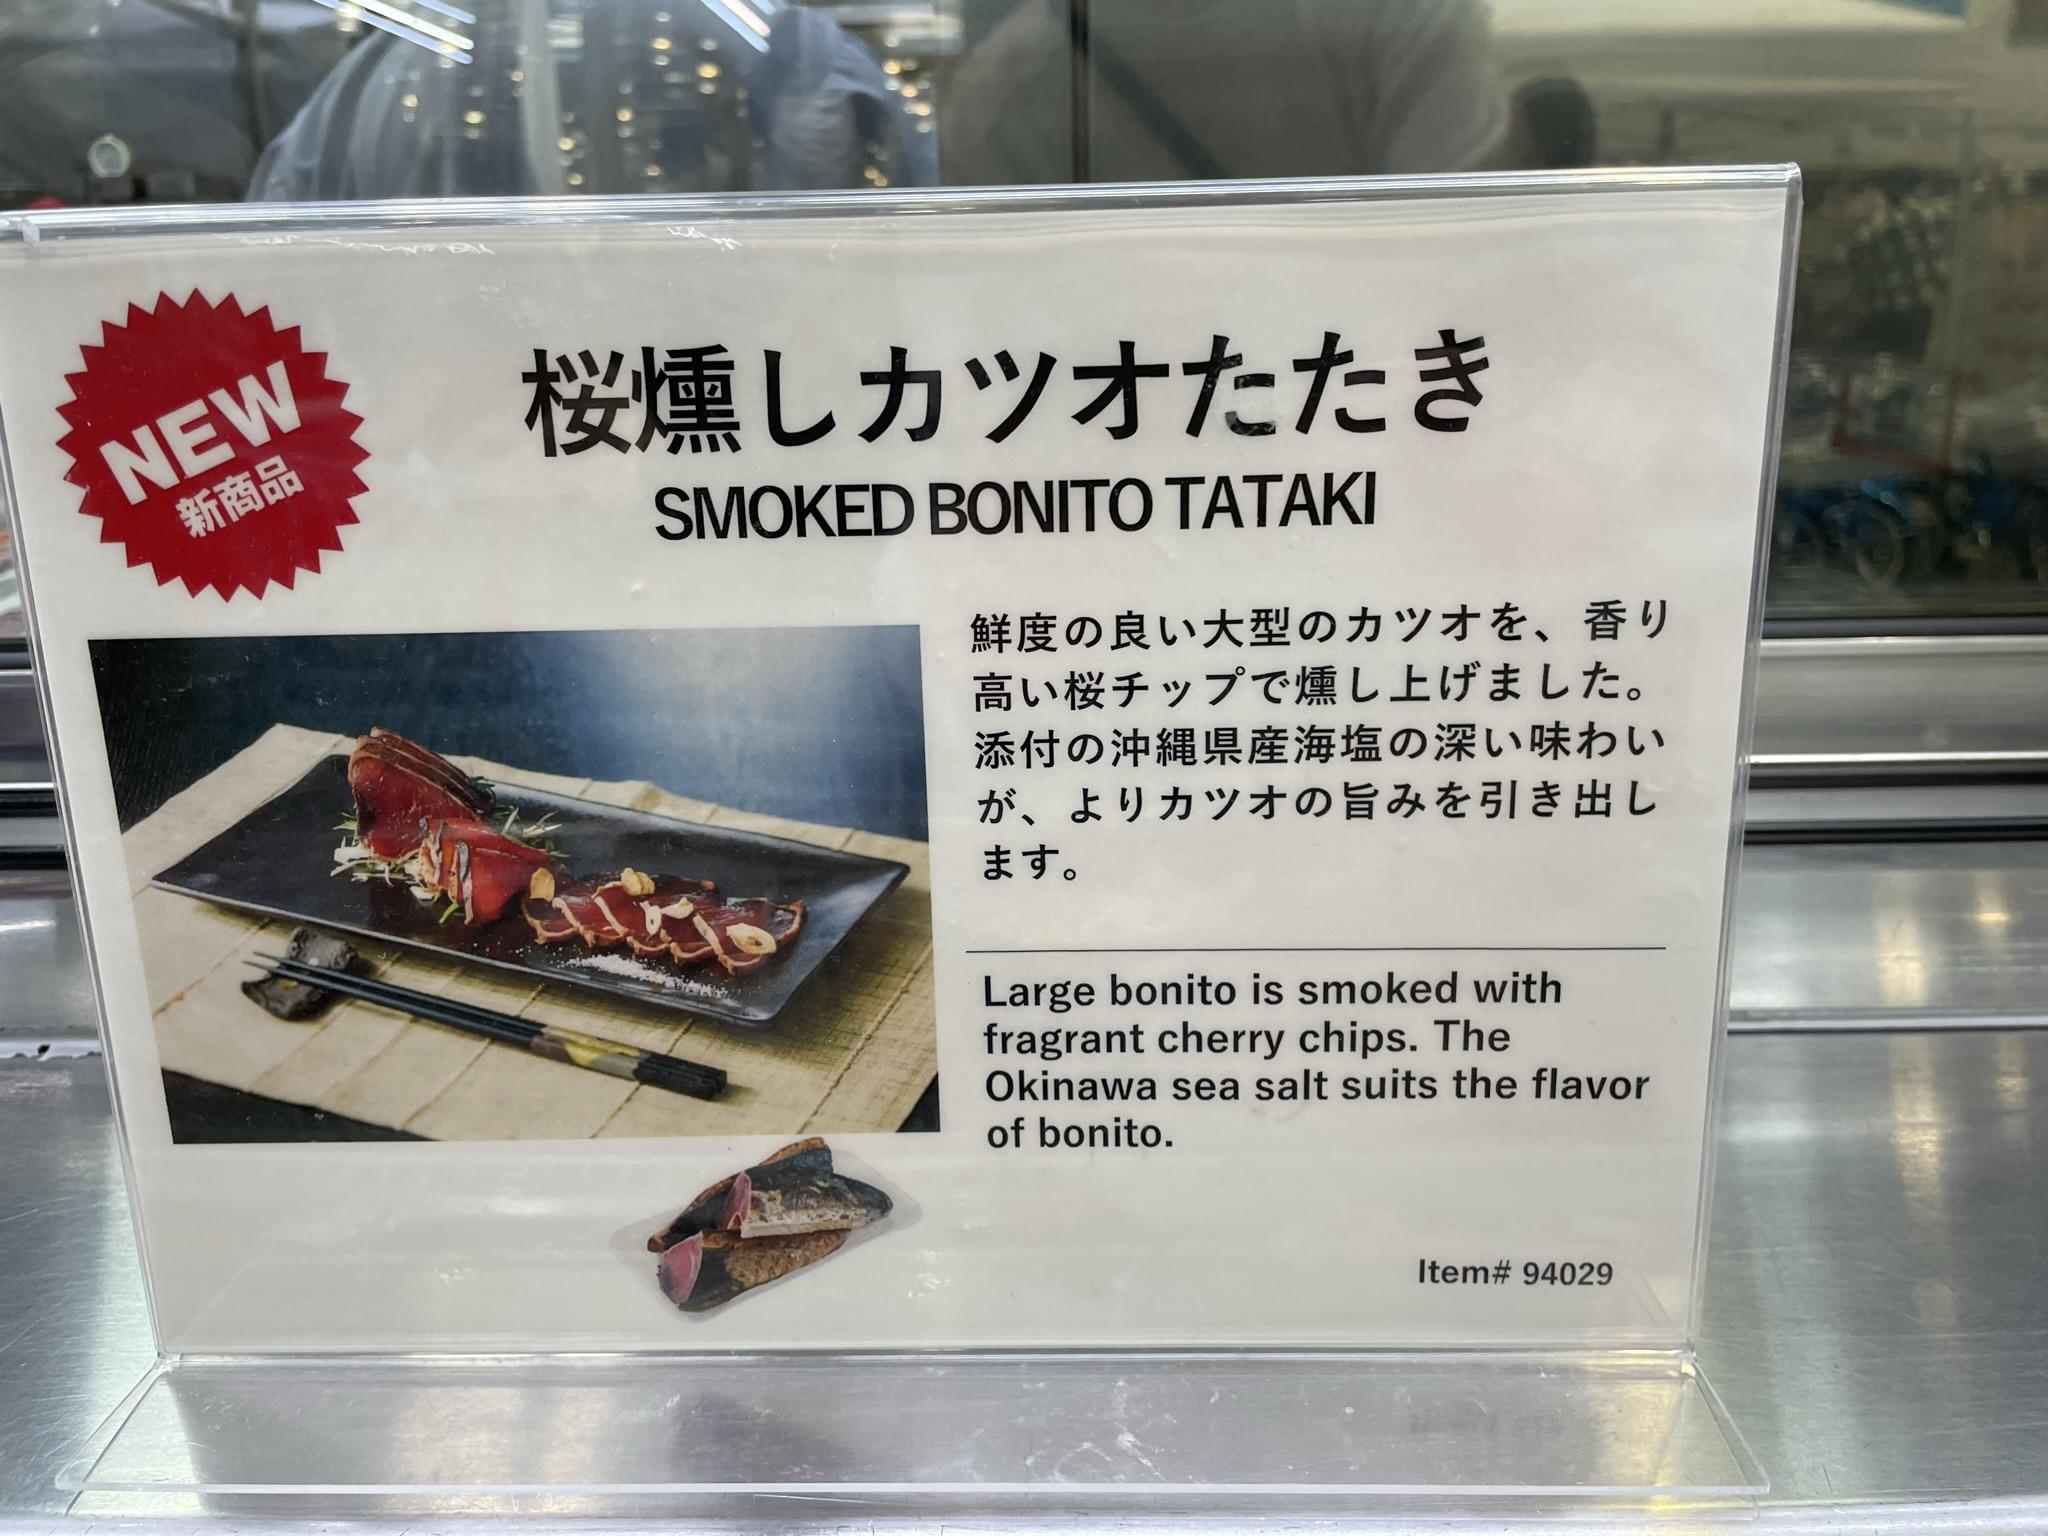 NEW
新商品
桜燻しカツオたたき
SMOKED BONITO TATAKI
鮮度の良い大型のカツオを、香り
高い桜チップで燻し上げました。
添付の沖縄県産海塩の深い味わい
が、よりカツオの旨みを引き出し
ます。
Large bonito is smoked with
fragrant cherry chips. The
Okinawa sea salt suits the flavor
of bonito.
Item# 94029